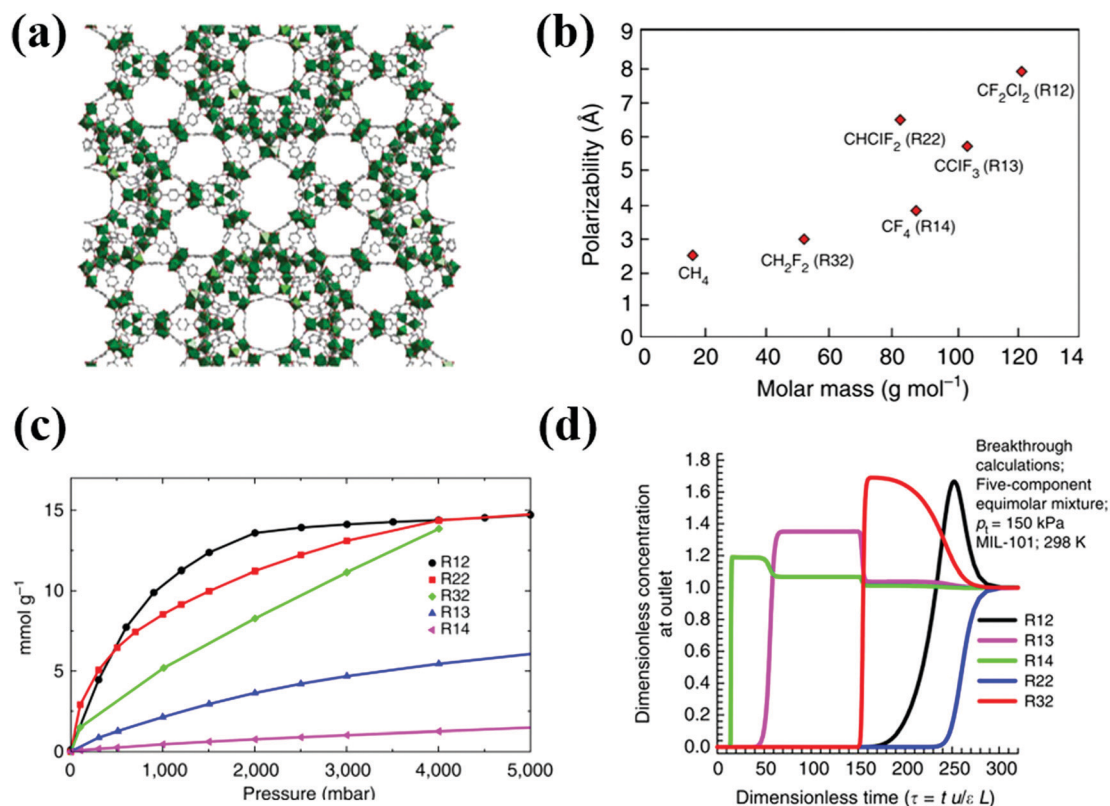 (a)
(b)
9
8
7
6
5
4
3
2
1
0
Polarizability (Å)
CF₂Cl₂ (R12)
CHClF₂ (R22)
CClF₃ (R13)
CF₄ (R14)
CH₂F₂ (R32)
CH₄
0 20 40 60 80 100 120 14
Molar mass (g mol⁻¹)
(c)
15
10
5
0
mmol g⁻¹
R12
R22
R32
R13
R14
0 1,000 2,000 3,000 4,000 5,000
Pressure (mbar)
(d)
Breakthrough
calculations;
Five-component
equimolar mixture;
pₜ = 150 kPa
MIL-101; 298 K
1.8
1.6
1.4
1.2
1.0
0.8
0.6
0.4
0.2
0.0
Dimensionless concentration
at outlet
R12
R13
R14
R22
R32
0 50 100 150 200 250 300
Dimensionless time (τ = t u/ε L)